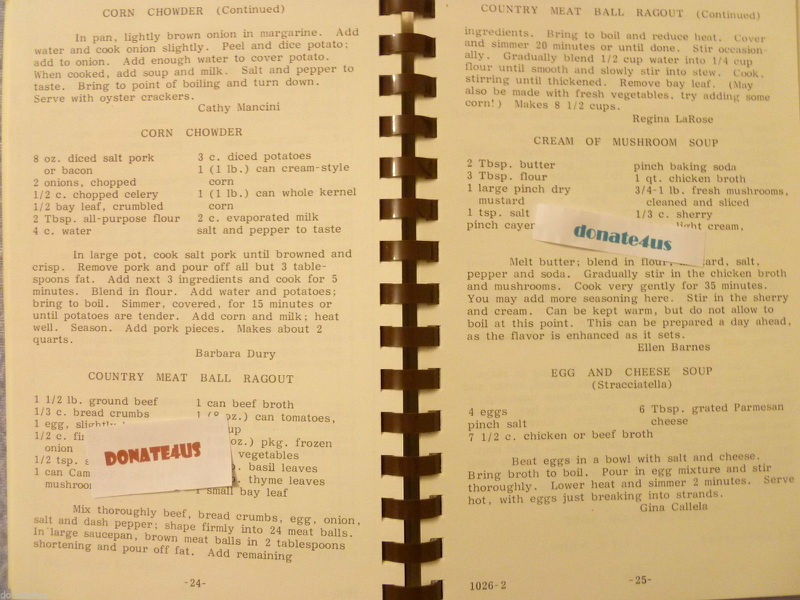 CORN CHOWDER (Continued)
In pan, lightly brown onion in margarine. Add
water and cook onion slightly. Peel and dice potato;
add to onion. Add enough water to cover potato.
When cooked, add soup and milk. Salt and pepper to
taste. Bring to point of boiling and turn down.
Serve with oyster crackers.
Cathy Mancini
CORN CHOWDER
8 oz. diced salt pork
or bacon
2 onions, chopped
1/2 c. chopped celery
1/2 bay leaf, crumbled
2 Tbsp. all-purpose flour
4 c. water
3 c. diced potatoes
1 (1 lb.) can cream-style
corn
1 (1 lb.) can whole kernel
corn
2 c. evaporated milk
salt and pepper to taste
In large pot, cook salt pork until browned and
crisp. Remove pork and pour off all but 3 table-
spoons fat. Add next 3 ingredients and cook for 5
minutes. Blend in flour. Add water and potatoes;
bring to boil. Simmer, covered, for 15 minutes or
until potatoes are tender. Add corn and milk; heat
well. Season. Add pork pieces. Makes about 2
quarts.
Barbara Dury
COUNTRY MEAT BALL RAGOUT
1 1/2 lb. ground beef
1/3 c. bread crumbs
1 egg,
1/2 c.
onion
1/2 tsp.
1 can
1 can beef broth
1 oz.) can tomatoes,
oz.) pkg. frozen
vegetables
basil leaves
thyme leaves
1 small bay leaf
DONATE4US
Mix thoroughly beef, bread crumbs, egg, onion,
salt and dash pepper; shape firmly into 24 meat balls.
In large saucepan, brown meat balls in 2 tablespoons
shortening and pour off fat. Add remaining
-24-
COUNTRY MEAT BALL RAGOUT (Continued)
ingredients. Bring to boil and reduce heat. Cover
and simmer 20 minutes or until done. Stir occasion-
ally. Gradually blend 1/2 cup water into 1/4 cup
flour until smooth and slowly stir into stew. Cook,
stirring until thickened. Remove bay leaf. (May
also be made with fresh vegetables, try adding some
corn!) Makes 8 1/2 cups.
Regina LaRose
CREAM OF MUSHROOM SOUP
2 Tbsp. butter
3 Tbsp. flour
1 large pinch dry
mustard
1 tsp. salt
pinch
pinch baking soda
1 qt. chicken broth
3/4-1 lb. fresh mushrooms,
cleaned and sliced
1/3 c. sherry
light cream,
donate4us
Melt butter; blend in flour, mustard, salt,
pepper and soda. Gradually stir in the chicken broth
and mushrooms. Cook very gently for 35 minutes.
You may add more seasoning here. Stir in the sherry
and cream. Can be kept warm, but do not allow to
boil at this point. This can be prepared a day ahead,
as the flavor is enhanced as it sets.
Ellen Barnes
EGG AND CHEESE SOUP
(Stracciatella)
4 eggs
pinch salt
7 1/2 c. chicken or beef broth
6 Tbsp. grated Parmesan
cheese
Beat eggs in a bowl with salt and cheese.
Bring broth to boil. Pour in egg mixture and stir
thoroughly. Lower heat and simmer 2 minutes. Serve
hot, with eggs just breaking into strands.
Gina Callela
1026-2
-25-